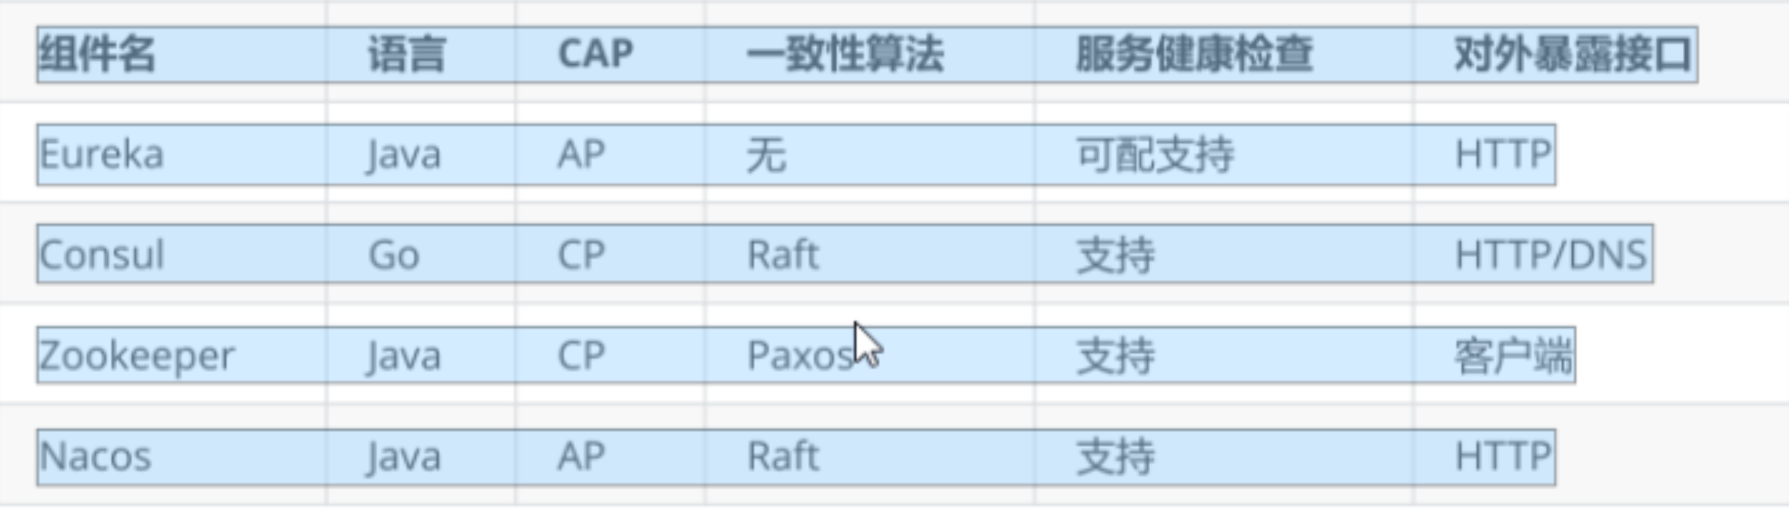 组件名 语言 CAP 一致性算法 服务健康检查 对外暴露接口
Eureka Java AP 无 可配支持 HTTP
Consul Go CP Raft 支持 HTTP/DNS
Zookeeper Java CP Paxos 支持 客户端
Nacos Java AP Raft 支持 HTTP